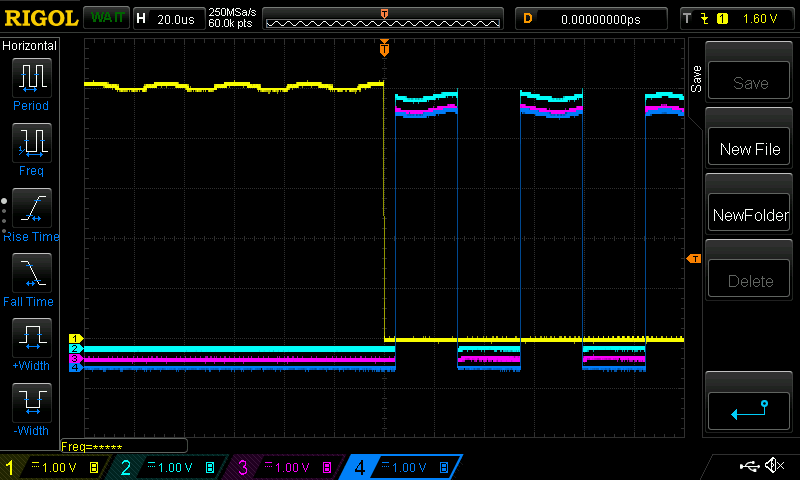 RIGOL WAIT H 20.0us 250MSa/s 60.0k pts T D 0.00000000ps T 1 1.60 V
Horizontal
Period
Freq
Rise Time
Fall Time
+Width
-Width
T
1
2
3
4
T
Save
Save
New File
NewFolder
Delete
Freq=*****
1 1.00 V B 2 1.00 V B 3 1.00 V B 4 1.00 V B